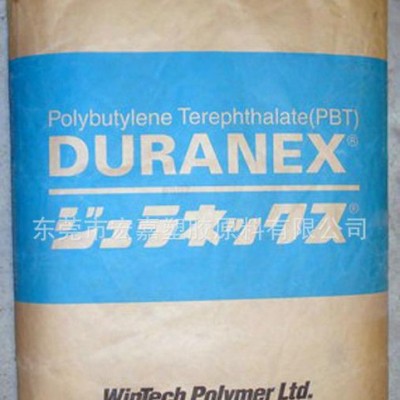 Polybutylene Terephthalate(PBT)
DURANEX®
ジュラネックス®
东莞市宏嘉塑胶原料有限公司
WinTech Polymer Ltd.